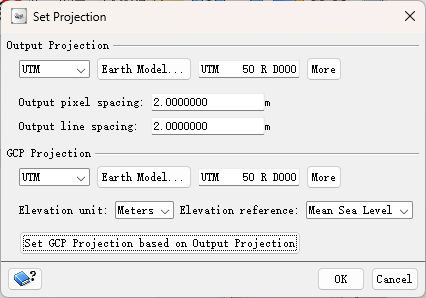 Set Projection
Output Projection
UTM Earth Model... UTM 50 R D000 More
Output pixel spacing: 2.0000000 m
Output line spacing: 2.0000000 m
GCP Projection
UTM Earth Model... UTM 50 R D000 More
Elevation unit: Meters Elevation reference: Mean Sea Level
Set GCP Projection based on Output Projection
? OK Cancel